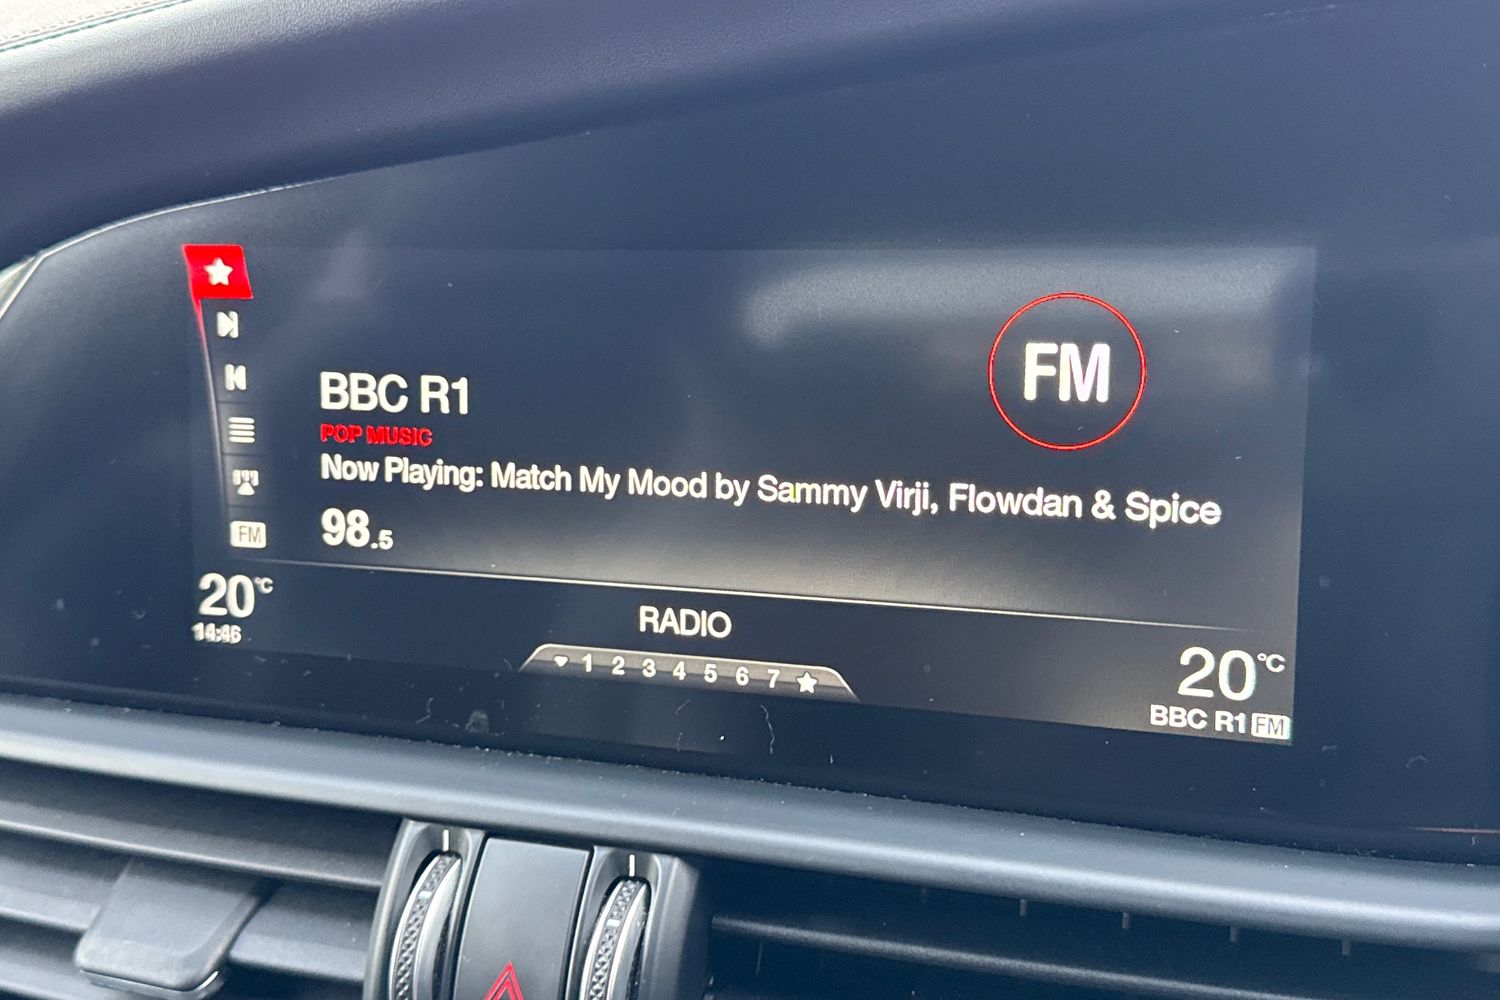 BBC R1
FM
POP MUSIC
Now Playing: Match My Mood by Sammy Virji, Flowdan & Spice
98.5
FM
20°C
14:46
RADIO
1 2 3 4 5 6 7
20°C
BBC R1 FM